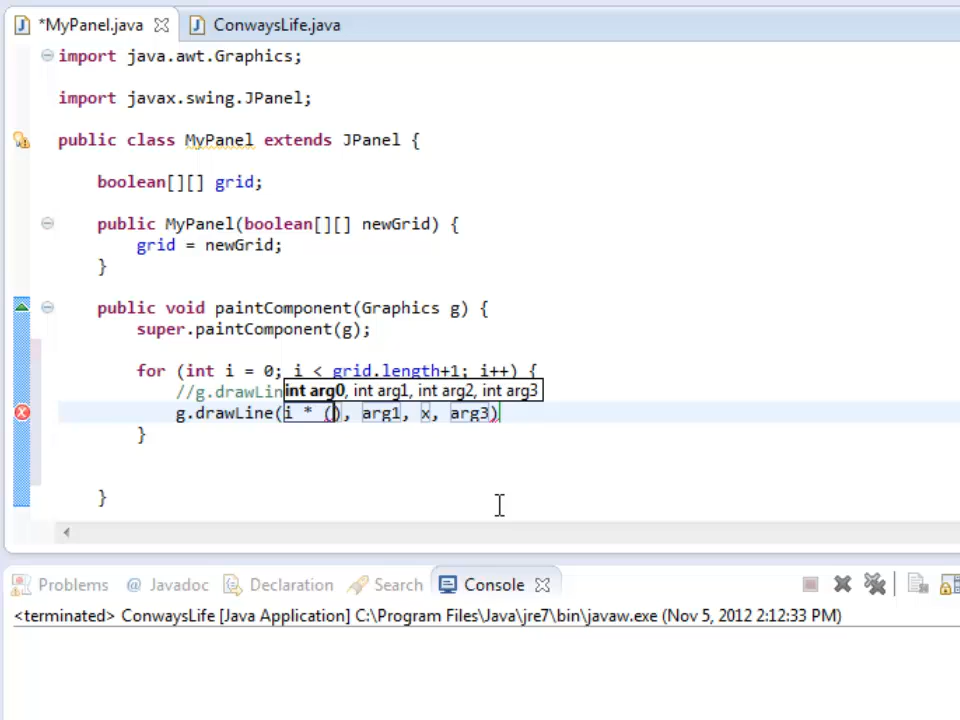 *MyPanel.java ConwaysLife.java
import java.awt.Graphics;
import javax.swing.JPanel;
public class MyPanel extends JPanel {
boolean[][] grid;
public MyPanel(boolean[][] newGrid) {
grid = newGrid;
}
public void paintComponent(Graphics g) {
super.paintComponent(g);
for (int i = 0; i < grid.length+1; i++) {
//g.drawLin
int arg0, int arg1, int arg2, int arg3
g.drawLine(i * (), arg1, x, arg3)
}
}
Problems @ Javadoc Declaration Search Console
<terminated> ConwaysLife [Java Application] C:\Program Files\Java\jre7\bin\javaw.exe (Nov 5, 2012 2:12:33 PM)